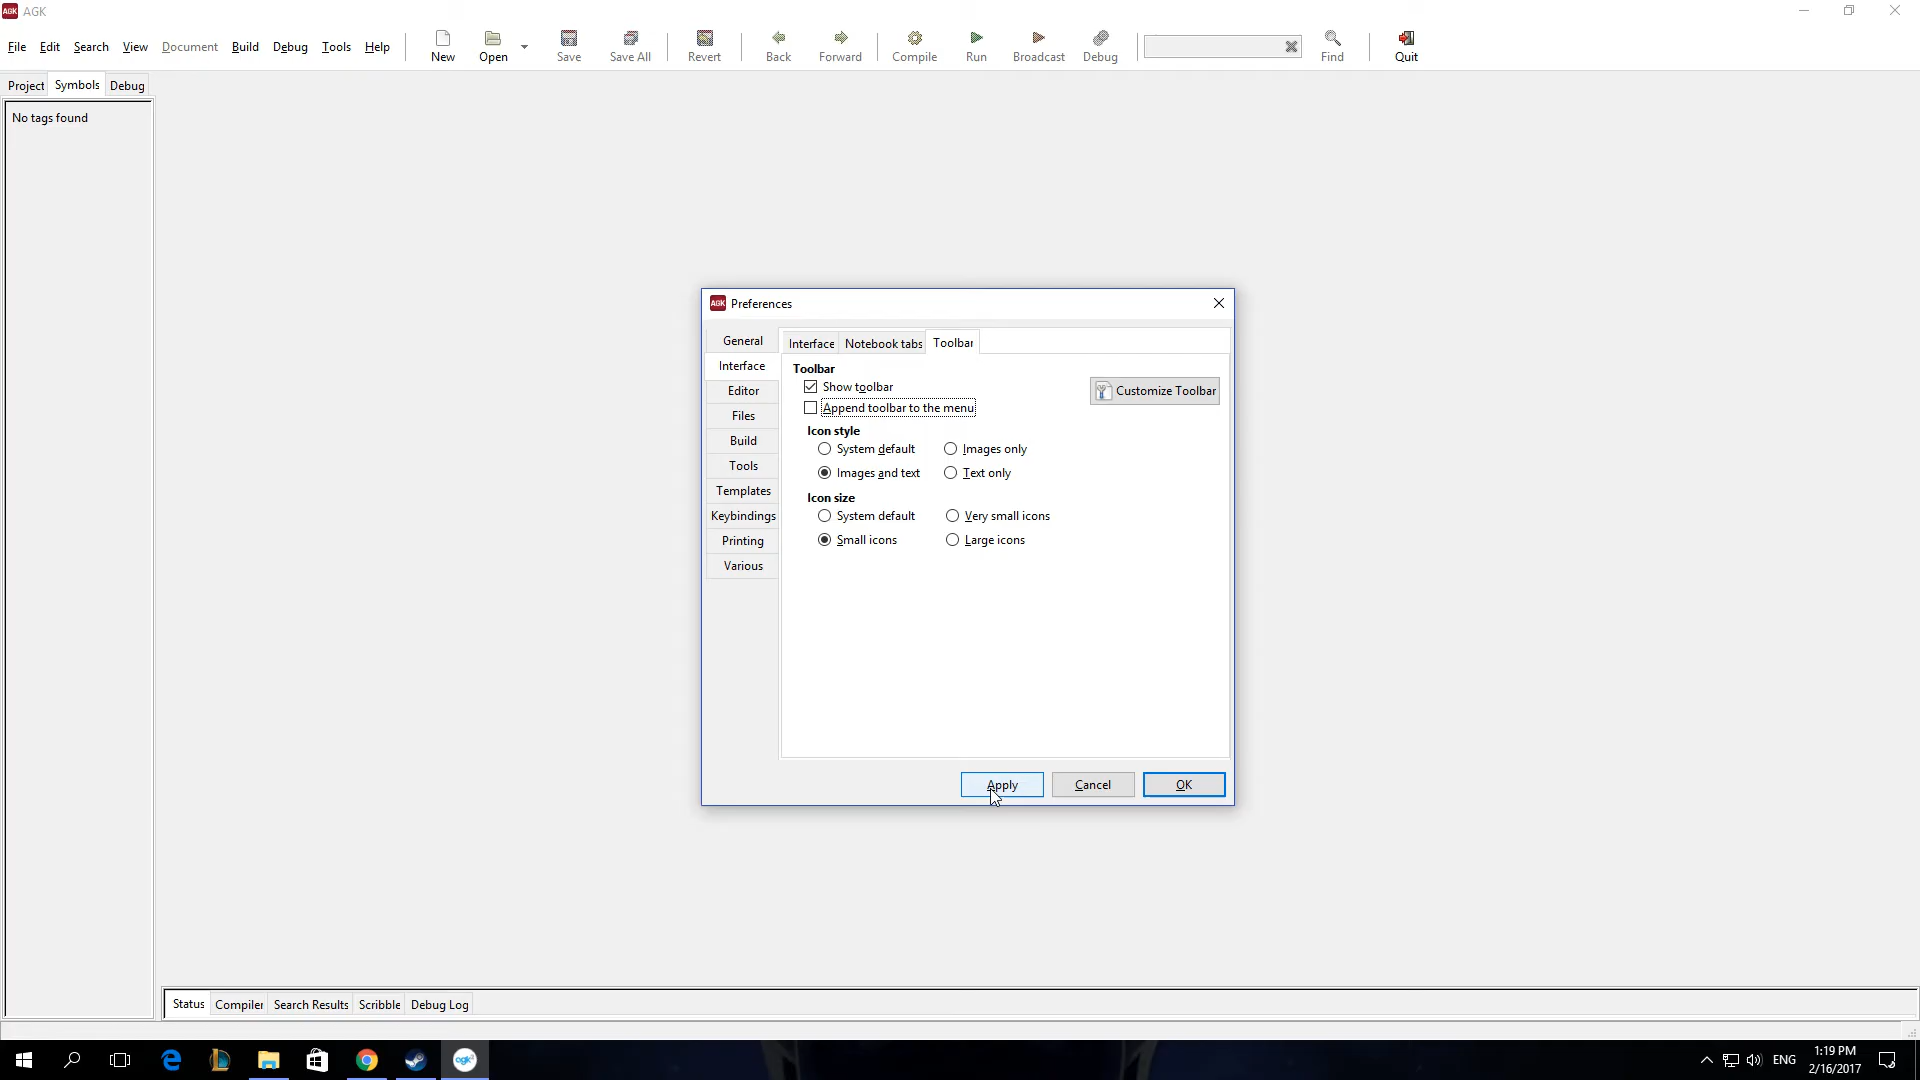 AGK AGK
File Edit Search View Document Build Debug Tools Help New Open Save Save All Revert Back Forward Compile Run Broadcast Debug Find Quit
Project Symbols Debug
No tags found
AGK Preferences
General
Interface
Editor
Files
Build
Tools
Templates
Keybindings
Printing
Various
Interface Notebook tabs Toolbar
Toolbar
Show toolbar
Customize Toolbar
Append toolbar to the menu
Icon style
System default Images only
Images and text Text only
Icon size
System default Very small icons
Small icons Large icons
Apply Cancel OK
Status Compiler Search Results Scribble Debug Log
agk
ENG
1:19 PM
2/16/2017